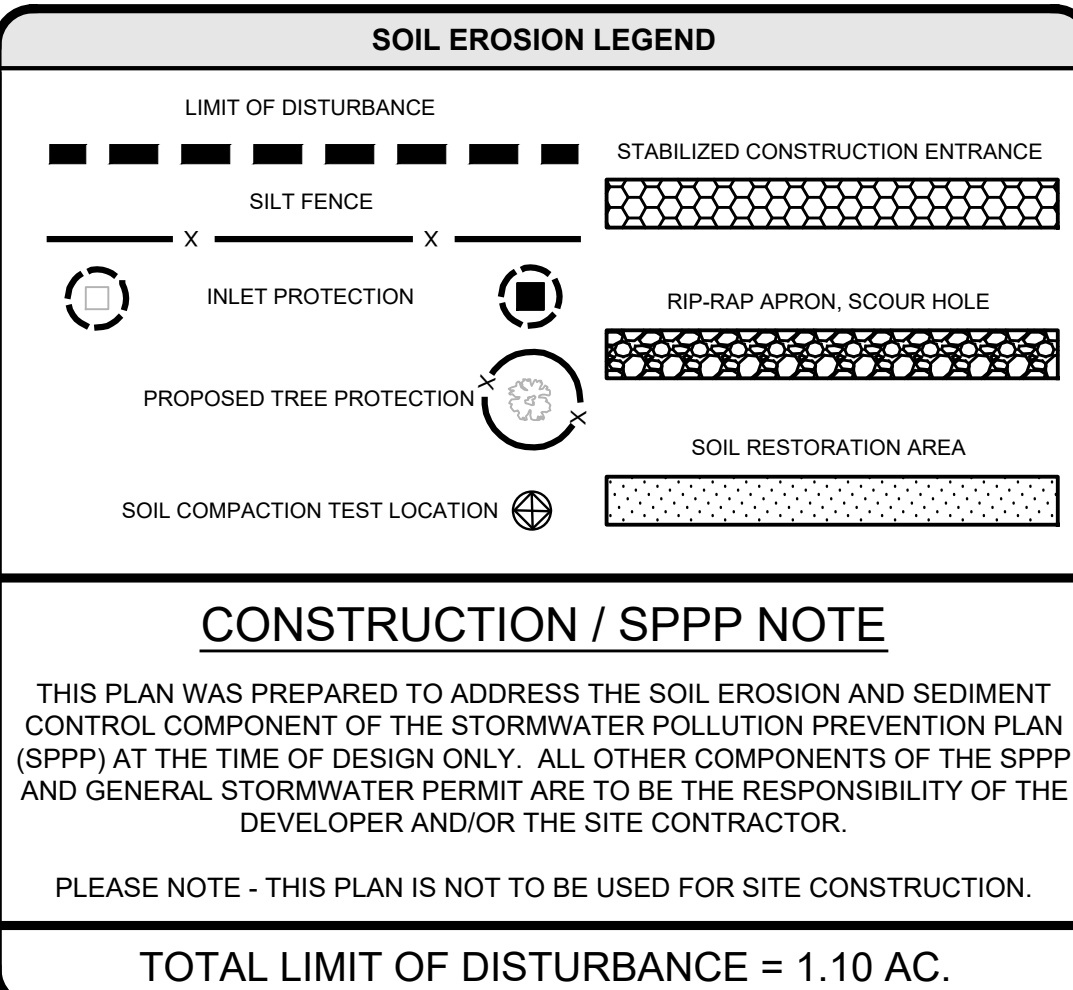 SOIL EROSION LEGEND
LIMIT OF DISTURBANCE
SILT FENCE
X X
INLET PROTECTION
PROPOSED TREE PROTECTION
X
X
SOIL COMPACTION TEST LOCATION
STABILIZED CONSTRUCTION ENTRANCE
RIP-RAP APRON, SCOUR HOLE
SOIL RESTORATION AREA
CONSTRUCTION / SPPP NOTE
THIS PLAN WAS PREPARED TO ADDRESS THE SOIL EROSION AND SEDIMENT
CONTROL COMPONENT OF THE STORMWATER POLLUTION PREVENTION PLAN
(SPPP) AT THE TIME OF DESIGN ONLY.  ALL OTHER COMPONENTS OF THE SPPP
AND GENERAL STORMWATER PERMIT ARE TO BE THE RESPONSIBILITY OF THE
DEVELOPER AND/OR THE SITE CONTRACTOR.
PLEASE NOTE - THIS PLAN IS NOT TO BE USED FOR SITE CONSTRUCTION.
TOTAL LIMIT OF DISTURBANCE = 1.10 AC.